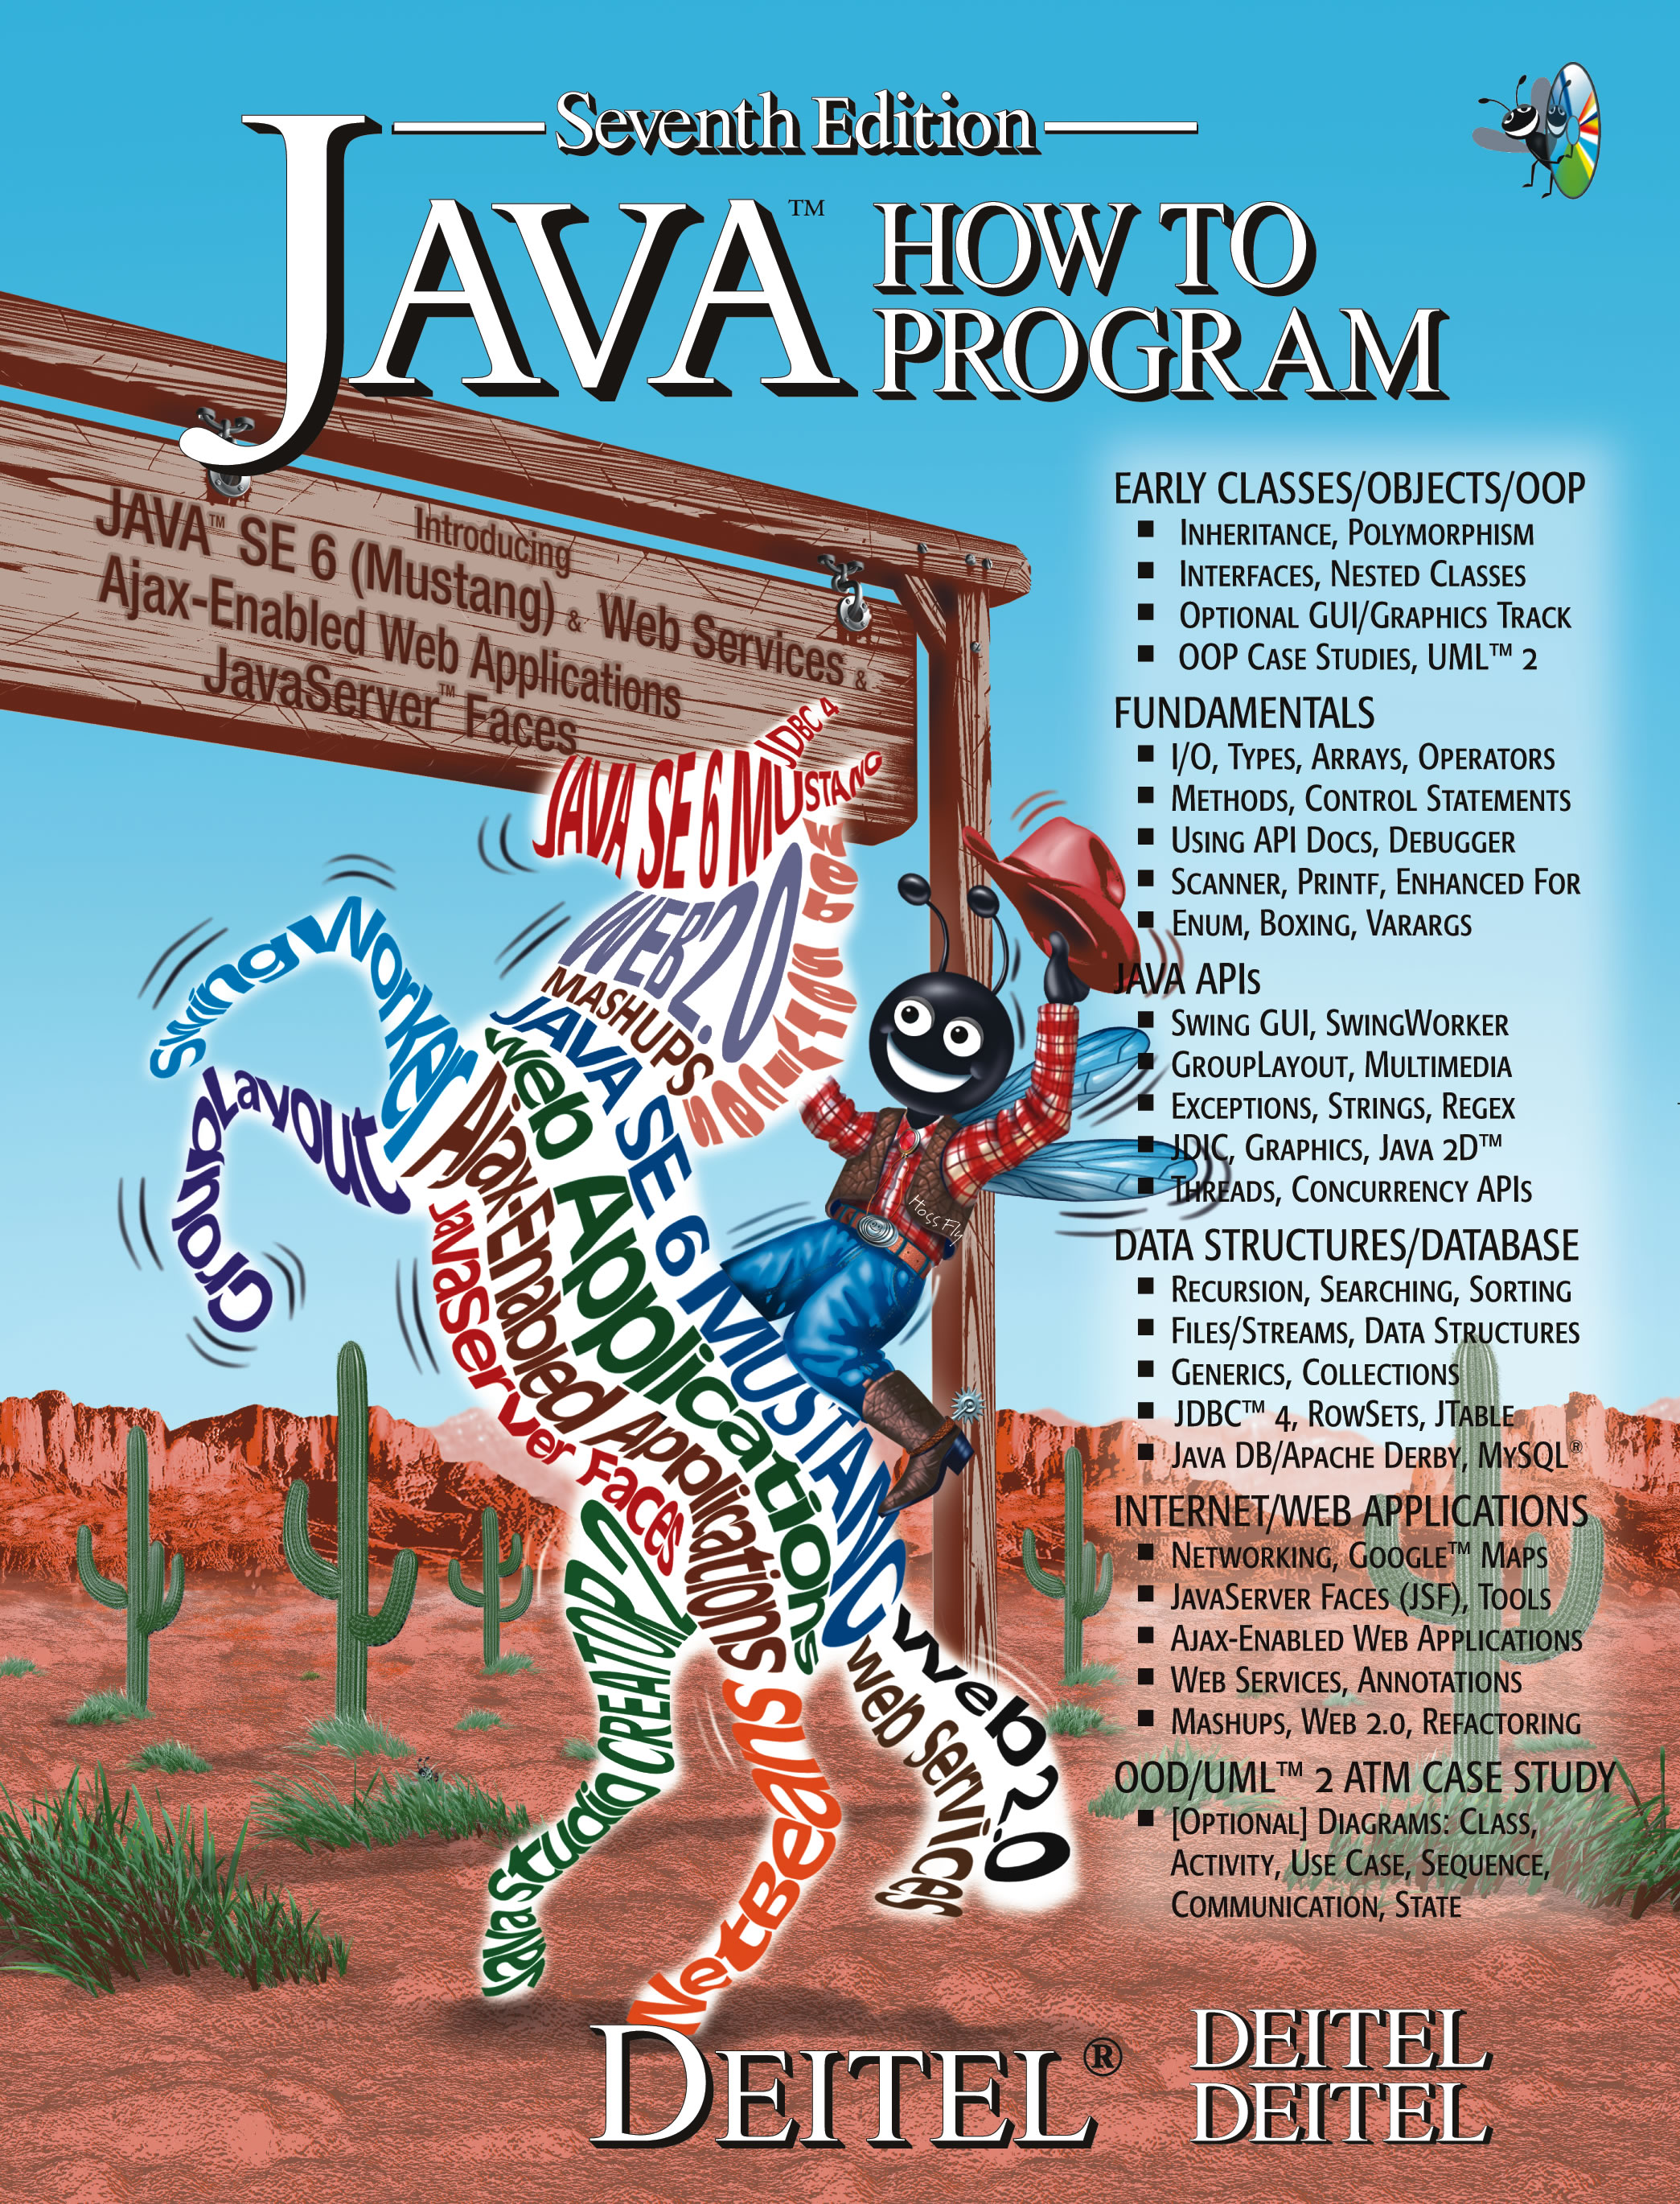 Seventh Edition
JAVA™ HOW TO
PROGRAM
Introducing
JAVA™ SE 6 (Mustang) & Web Services &
Ajax-Enabled Web Applications
JavaServer™ Faces
EARLY CLASSES/OBJECTS/OOP
■ INHERITANCE, POLYMORPHISM
■ INTERFACES, NESTED CLASSES
■ OPTIONAL GUI/GRAPHICS TRACK
■ OOP CASE STUDIES, UML™ 2
FUNDAMENTALS
■ I/O, TYPES, ARRAYS, OPERATORS
■ METHODS, CONTROL STATEMENTS
■ USING API DOCS, DEBUGGER
■ SCANNER, PRINTF, ENHANCED FOR
■ ENUM, BOXING, VARARGS
JAVA APIs
■ SWING GUI, SWINGWORKER
■ GROUPLAYOUT, MULTIMEDIA
■ EXCEPTIONS, STRINGS, REGEX
■ JDIC, GRAPHICS, JAVA 2D™
■ THREADS, CONCURRENCY APIS
DATA STRUCTURES/DATABASE
■ RECURSION, SEARCHING, SORTING
■ FILES/STREAMS, DATA STRUCTURES
■ GENERICS, COLLECTIONS
■ JDBC™ 4, ROWSETS, JTABLE
■ JAVA DB/APACHE DERBY, MYSQL®
INTERNET/WEB APPLICATIONS
■ NETWORKING, GOOGLE™ MAPS
■ JAVASERVER FACES (JSF), TOOLS
■ AJAX-ENABLED WEB APPLICATIONS
■ WEB SERVICES, ANNOTATIONS
■ MASHUPS, WEB 2.0, REFACTORING
OOD/UML™ 2 ATM CASE STUDY
■ [OPTIONAL] DIAGRAMS: CLASS,
ACTIVITY, USE CASE, SEQUENCE,
COMMUNICATION, STATE
JDBC 4
JAVA SE 6 MUSTANG
WEB 2.0
web services
MASHUPS
JAVA SE 6 MUSTANG
Web Applications
SwingWorker
GroupLayout
Ajax-Enabled Applications
JavaServer Faces
Hoss Fly
Java Studio CREATOR 2
NetBeans
web services
Web 2.0
DEITEL®
DEITEL
DEITEL